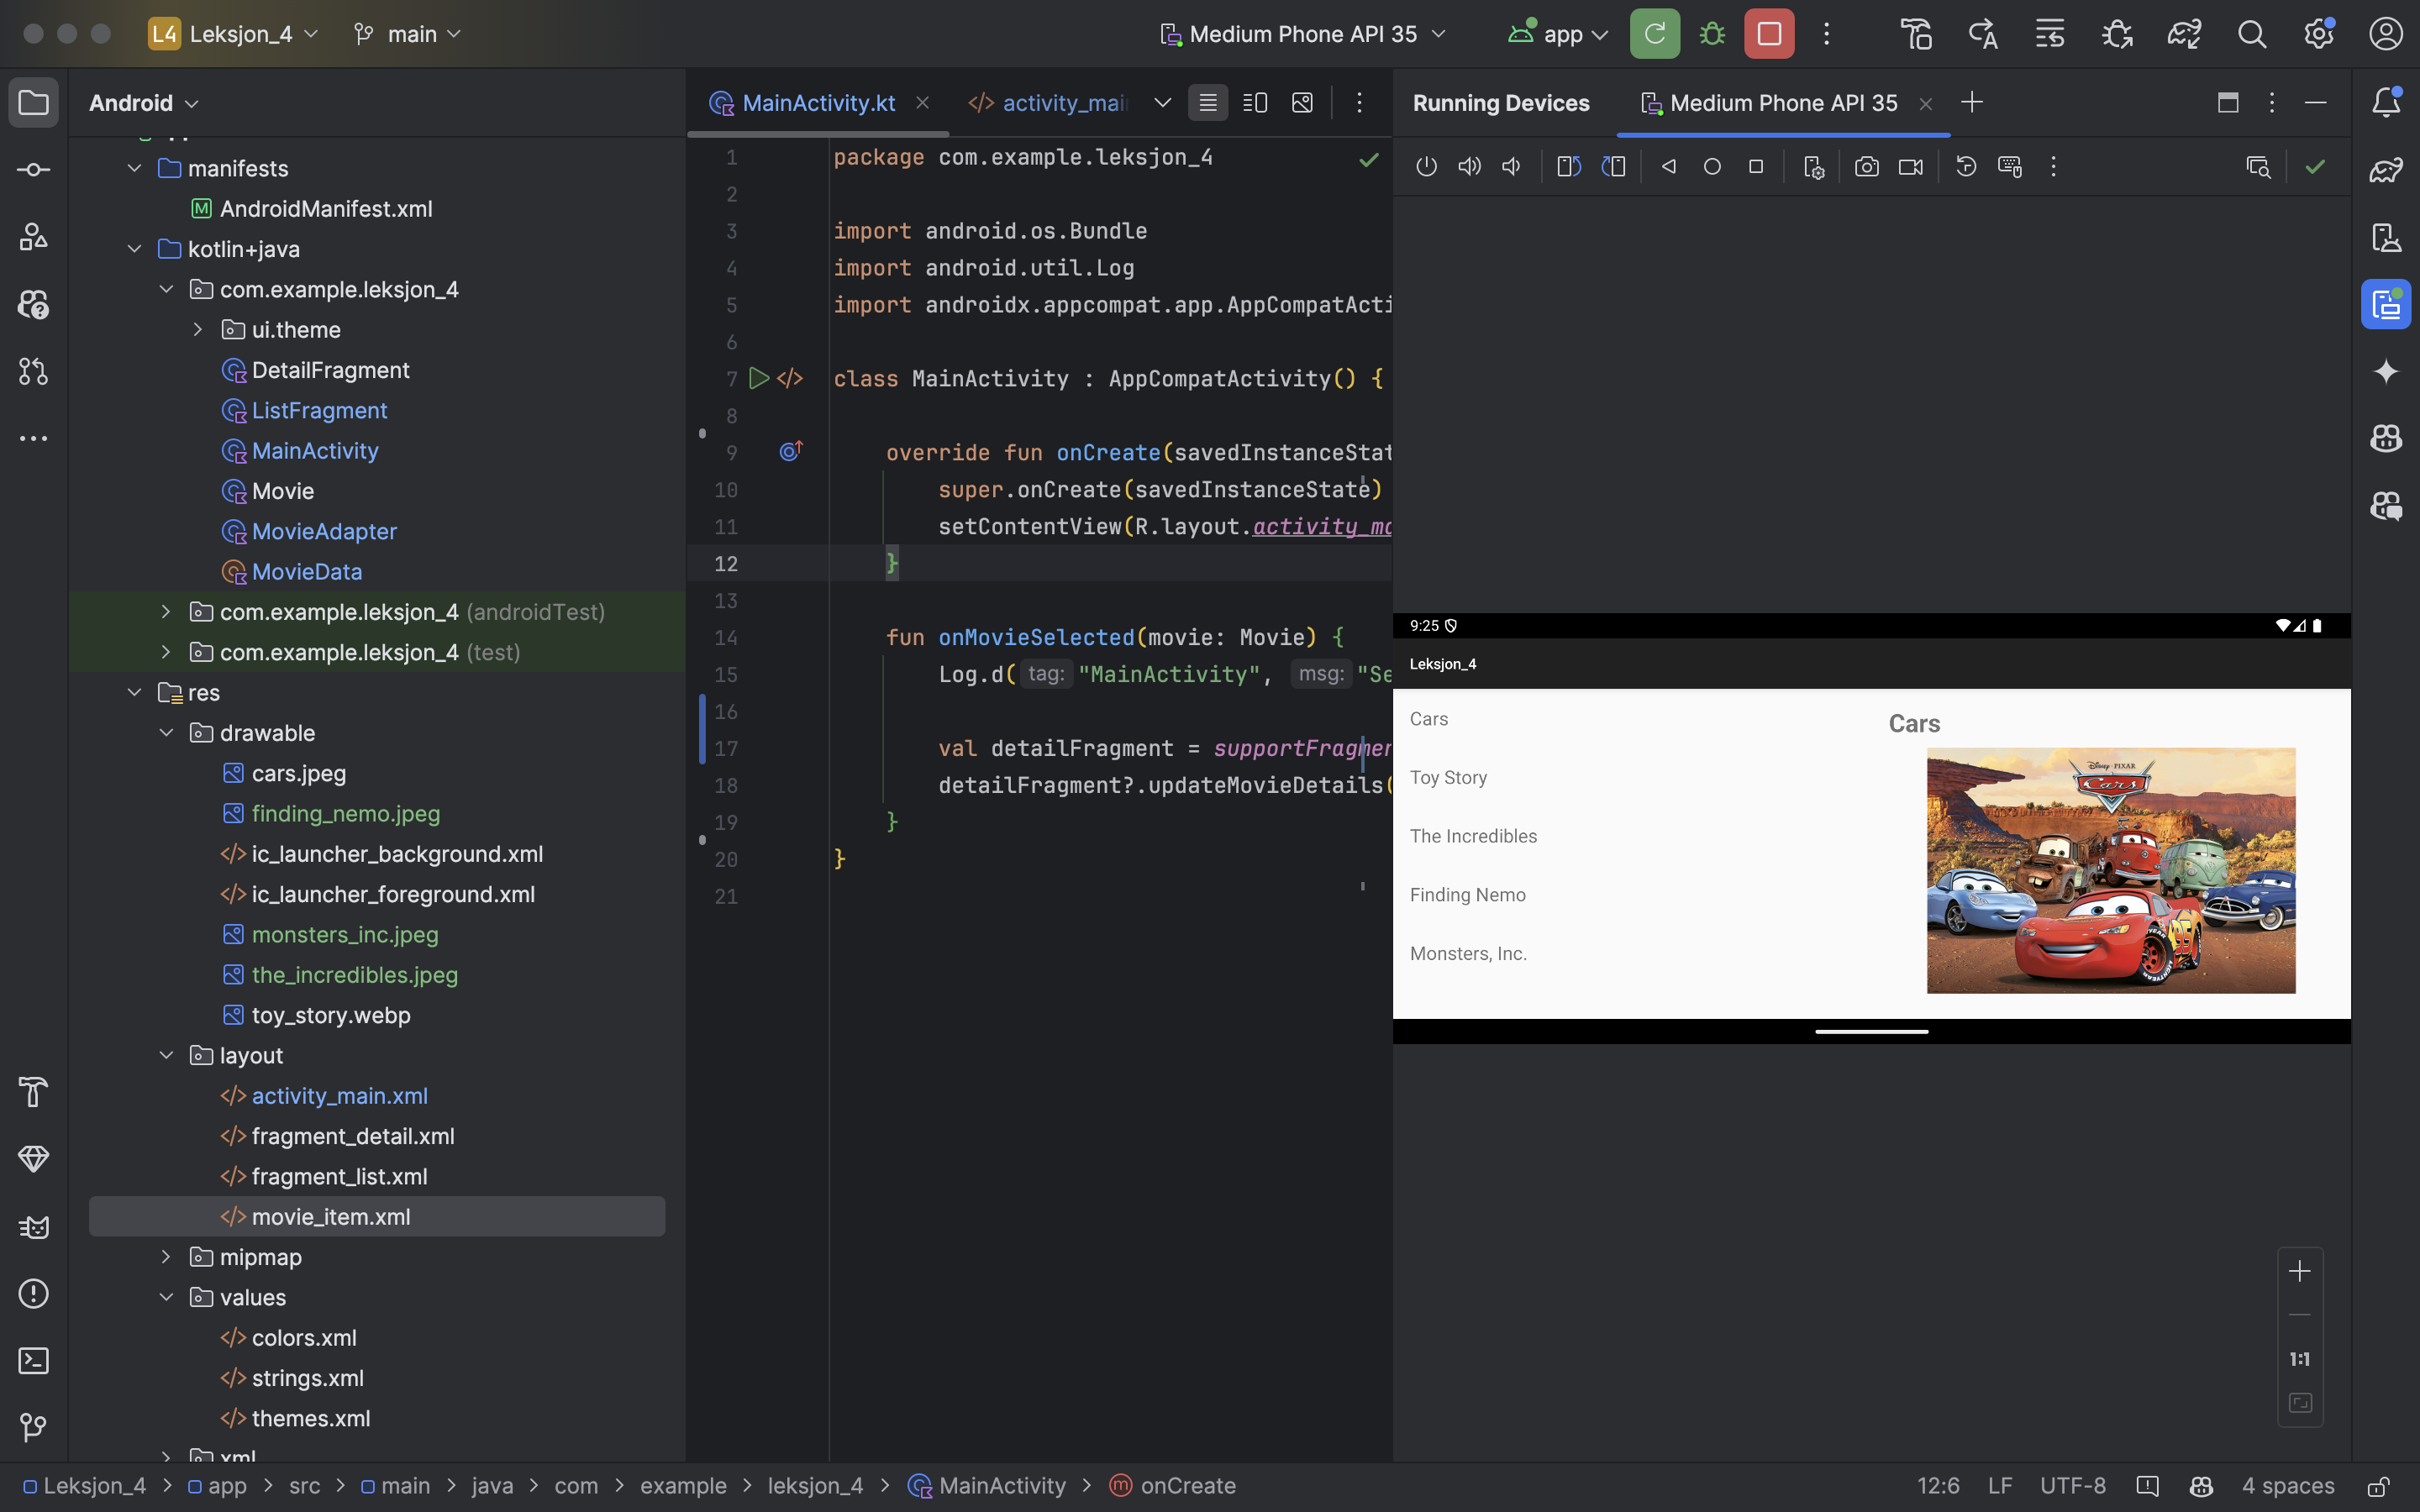 L4 Leksjon_4 main Medium Phone API 35 app
Android
manifests
AndroidManifest.xml
kotlin+java
com.example.leksjon_4
ui.theme
DetailFragment
ListFragment
MainActivity
Movie
MovieAdapter
MovieData
com.example.leksjon_4 (androidTest)
com.example.leksjon_4 (test)
res
drawable
cars.jpeg
finding_nemo.jpeg
ic_launcher_background.xml
ic_launcher_foreground.xml
monsters_inc.jpeg
the_incredibles.jpeg
toy_story.webp
layout
activity_main.xml
fragment_detail.xml
fragment_list.xml
movie_item.xml
mipmap
values
colors.xml
strings.xml
themes.xml
xml
MainActivity.kt activity_mai
1 package com.example.leksjon_4
2
3 import android.os.Bundle
4 import android.util.Log
5 import androidx.appcompat.app.AppCompatActi
6
7 class MainActivity : AppCompatActivity() {
8
9 override fun onCreate(savedInstanceStat
10 super.onCreate(savedInstanceState)
11 setContentView(R.layout.activity_ma
12 }
13
14 fun onMovieSelected(movie: Movie) {
15 Log.d( tag: "MainActivity", msg: "Se
16
17 val detailFragment = supportFragmen
18 detailFragment?.updateMovieDetails(
19 }
20 }
21
Running Devices Medium Phone API 35
9:25
Leksjon_4
Cars
Toy Story
The Incredibles
Finding Nemo
Monsters, Inc.
Cars
Disney · PIXAR
Cars
95
1:1
Leksjon_4 > app > src > main > java > com > example > leksjon_4 > MainActivity > onCreate
12:6 LF UTF-8 4 spaces